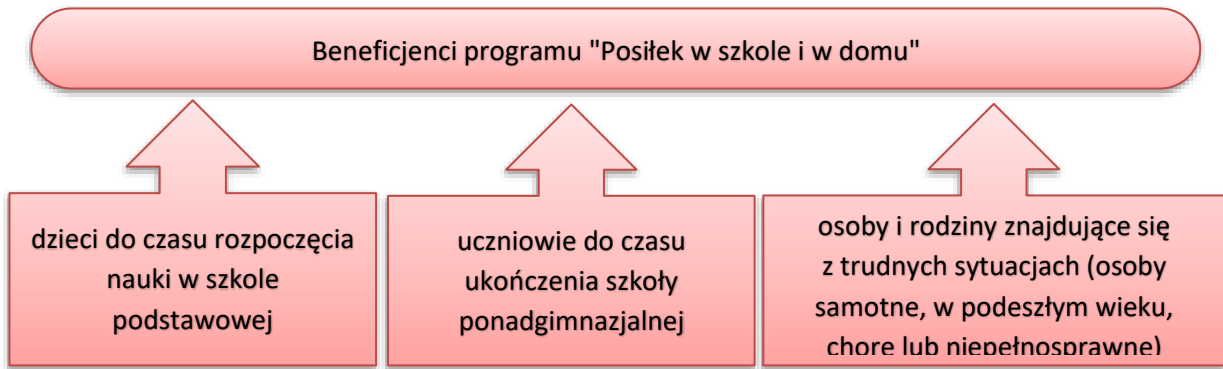 Beneficjenci programu "Posiłek w szkole i w domu"
dzieci do czasu rozpoczęcia
nauki w szkole
podstawowej
uczniowie do czasu
ukończenia szkoły
ponadgimnazjalnej
osoby i rodziny znajdujące się
z trudnych sytuacjach (osoby
samotne, w podeszłym wieku,
chore lub niepełnosprawne)